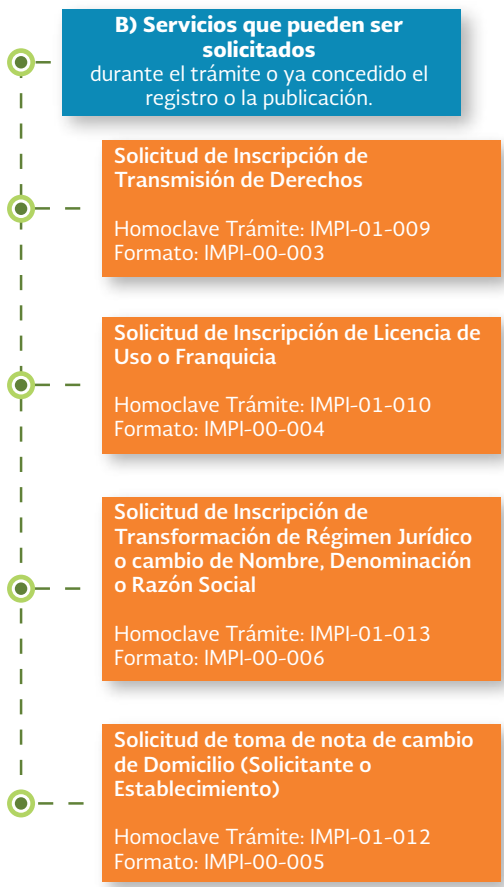 B) Servicios que pueden ser
solicitados
durante el trámite o ya concedido el
registro o la publicación.
Solicitud de Inscripción de
Transmisión de Derechos
Homoclave Trámite: IMPI-01-009
Formato: IMPI-00-003
Solicitud de Inscripción de Licencia de
Uso o Franquicia
Homoclave Trámite: IMPI-01-010
Formato: IMPI-00-004
Solicitud de Inscripción de
Transformación de Régimen Jurídico
o cambio de Nombre, Denominación
o Razón Social
Homoclave Trámite: IMPI-01-013
Formato: IMPI-00-006
Solicitud de toma de nota de cambio
de Domicilio (Solicitante o
Establecimiento)
Homoclave Trámite: IMPI-01-012
Formato: IMPI-00-005